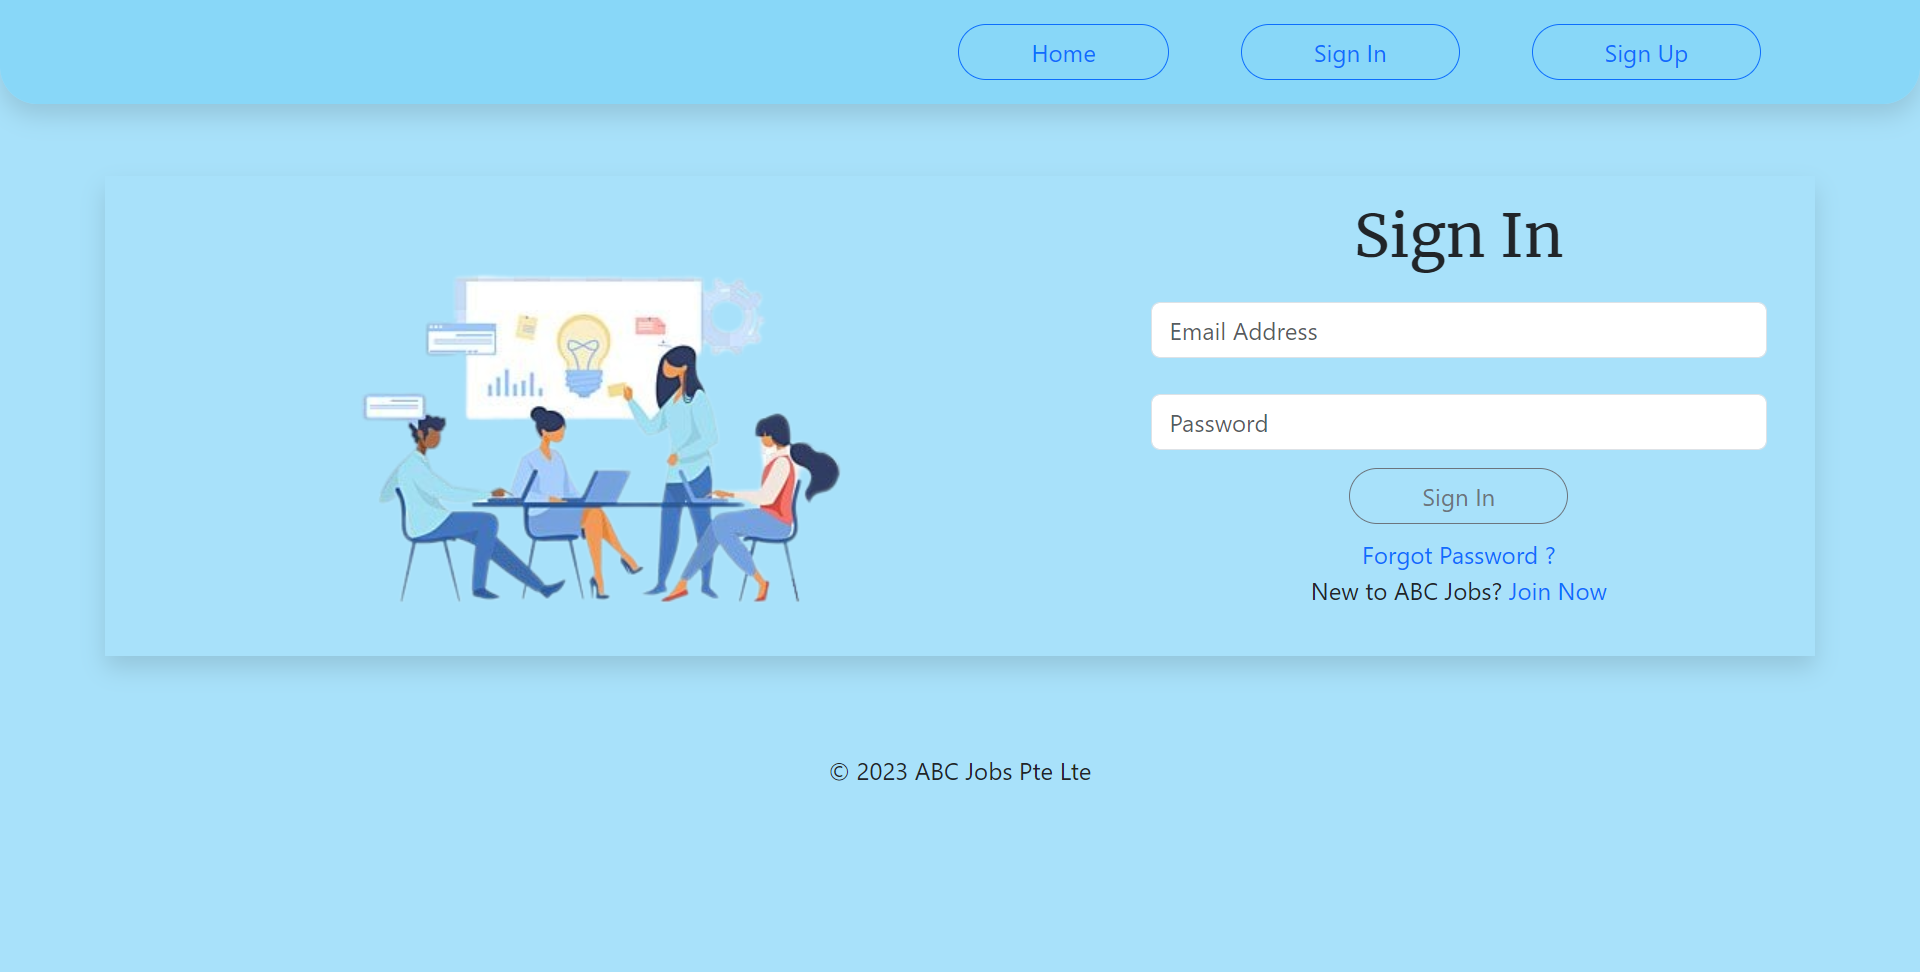 Home
Sign In
Sign Up
Sign In
Email Address
Password
Sign In
Forgot Password ?
New to ABC Jobs? Join Now
© 2023 ABC Jobs Pte Lte